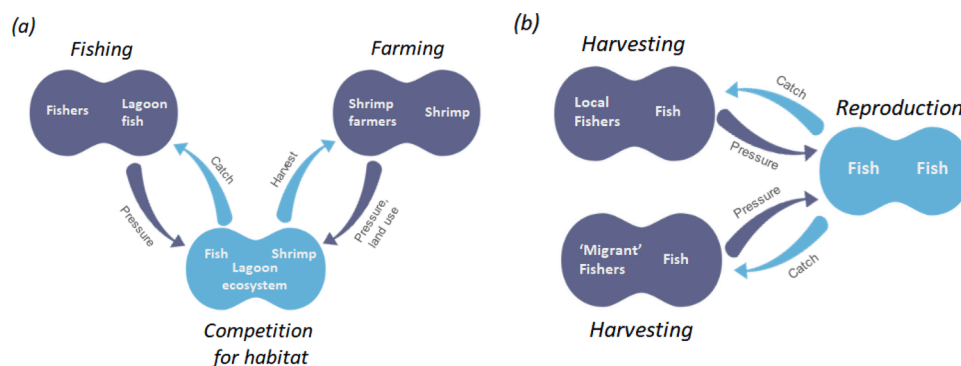 (a)
Fishing
Farming
Fishers
Lagoon
fish
Shrimp
farmers
Shrimp
Pressure
Catch
Harvest
Pressure,
land use
Fish
Shrimp
Lagoon
ecosystem
Competition
for habitat
(b)
Harvesting
Local
Fishers
Fish
Catch
Pressure
Reproduction
Fish
Fish
Pressure
Catch
‘Migrant’
Fishers
Fish
Harvesting